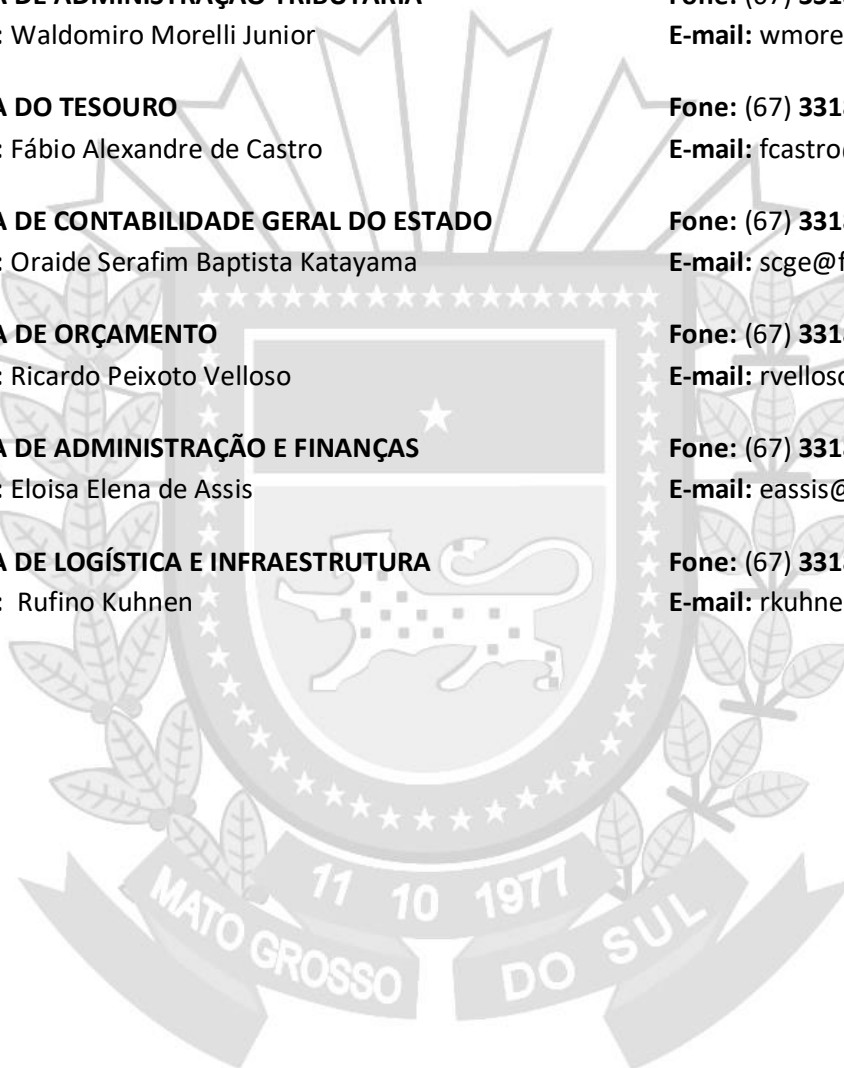 A DE ADMINISTRAÇÃO TRIBUTÁRIA Fone: (67) 331
: Waldomiro Morelli Junior E-mail: wmore
A DO TESOURO Fone: (67) 331
: Fábio Alexandre de Castro E-mail: fcastro
A DE CONTABILIDADE GERAL DO ESTADO Fone: (67) 331
: Oraide Serafim Baptista Katayama E-mail: scge@f
A DE ORÇAMENTO Fone: (67) 331
: Ricardo Peixoto Velloso E-mail: rvelloso
A DE ADMINISTRAÇÃO E FINANÇAS Fone: (67) 331
: Eloisa Elena de Assis E-mail: eassis@
A DE LOGÍSTICA E INFRAESTRUTURA Fone: (67) 331
: Rufino Kuhnen E-mail: rkuhne
11 10 1977
MATO GROSSO DO SUL